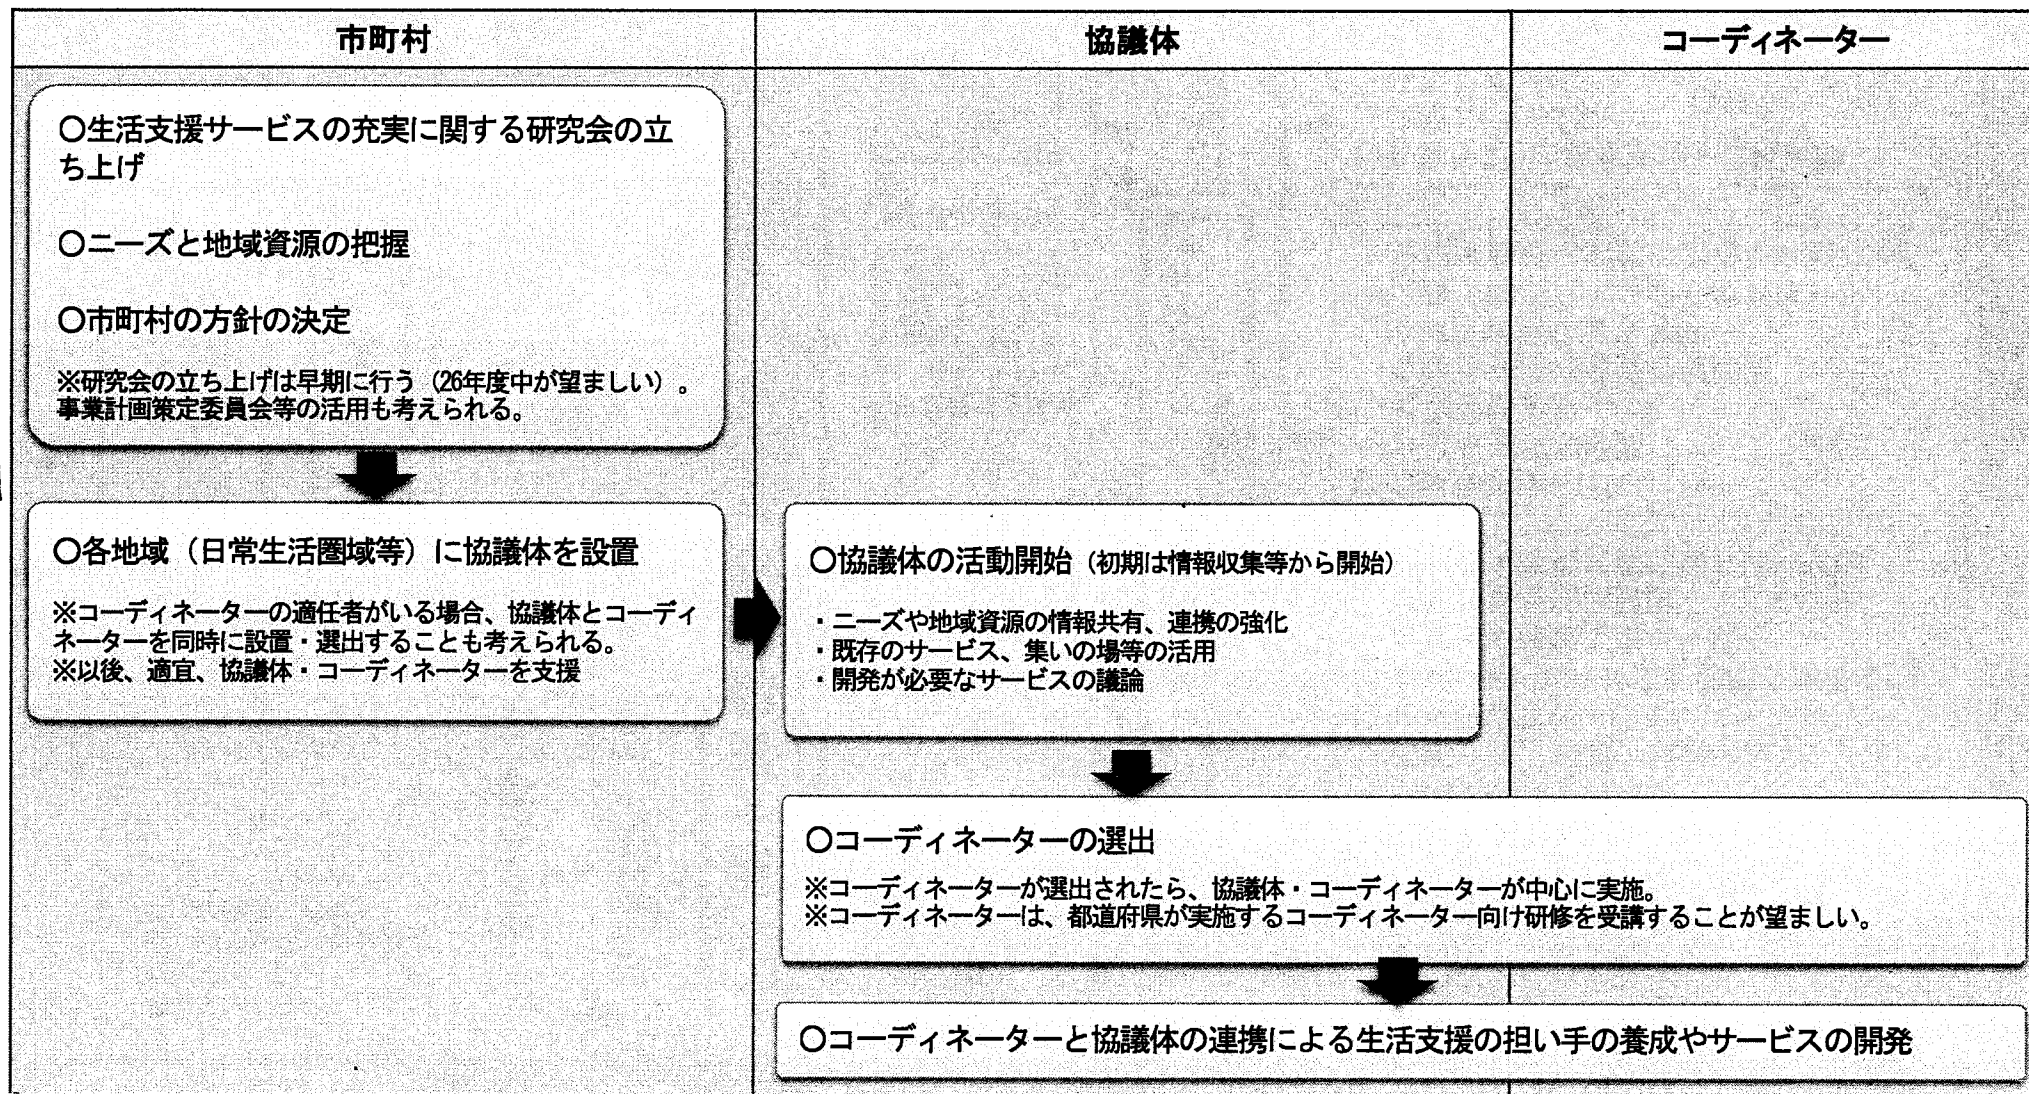 市町村
協議体
コーディネーター
〇生活支援サービスの充実に関する研究会の立
ち上げ
〇ニーズと地域資源の把握
〇市町村の方針の決定
※研究会の立ち上げは早期に行う（26年度中が望ましい）。
事業計画策定委員会等の活用も考えられる。
〇各地域（日常生活圏域等）に協議体を設置
※コーディネーターの適任者がいる場合、協議体とコーディ
ネーターを同時に設置・選出することも考えられる。
※以後、適宜、協議体・コーディネーターを支援
〇協議体の活動開始（初期は情報収集等から開始）
・ニーズや地域資源の情報共有、連携の強化
・既存のサービス、集いの場等の活用
・開発が必要なサービスの議論
〇コーディネーターの選出
※コーディネーターが選出されたら、協議体・コーディネーターが中心に実施。
※コーディネーターは、都道府県が実施するコーディネーター向け研修を受講することが望ましい。
〇コーディネーターと協議体の連携による生活支援の担い手の養成やサービスの開発